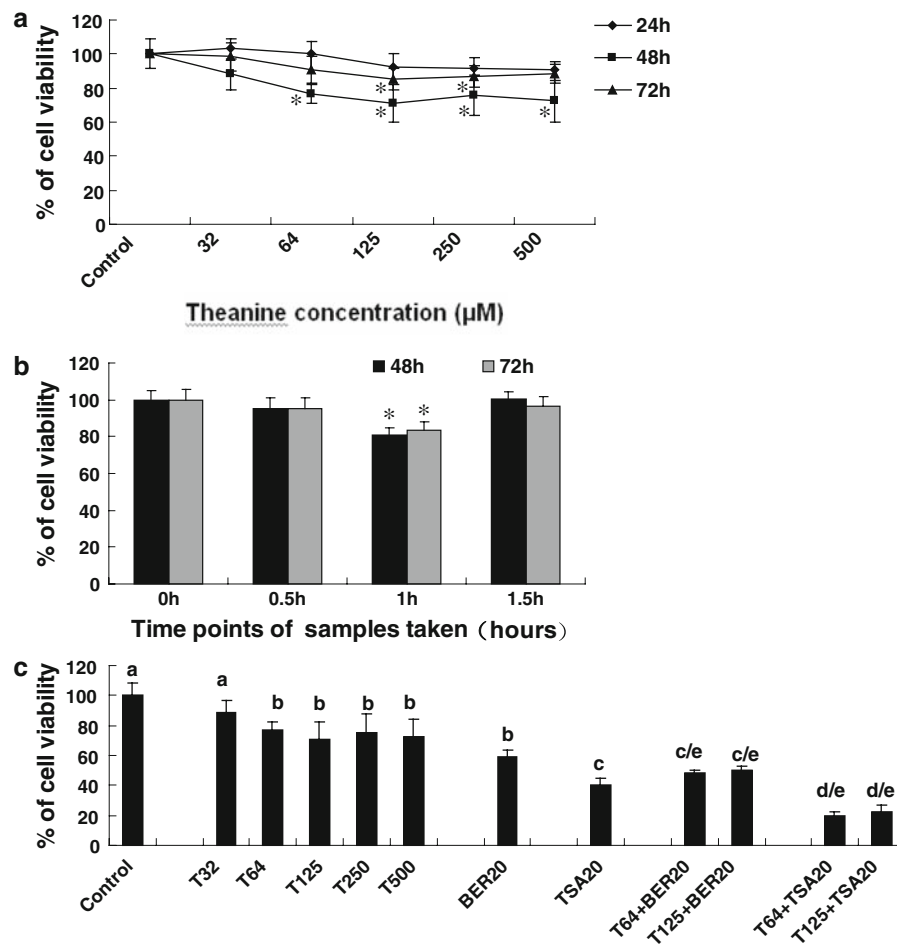 a
120
100
80
60
40
20
0
% of cell viability
24h
48h
72h
*
*
*
*
*
*
Control
32
64
125
250
500
Theanine concentration (µM)
b
120
100
80
60
40
20
0
% of cell viability
48h
72h
*
*
0h
0.5h
1h
1.5h
Time points of samples taken（hours）
c
120
100
80
60
40
20
0
% of cell viability
a
a
b
b
b
b
b
c
c/e
c/e
d/e
d/e
Control
T32
T64
T125
T250
T500
BER20
TSA20
T64+BER20
T125+BER20
T64+TSA20
T125+TSA20